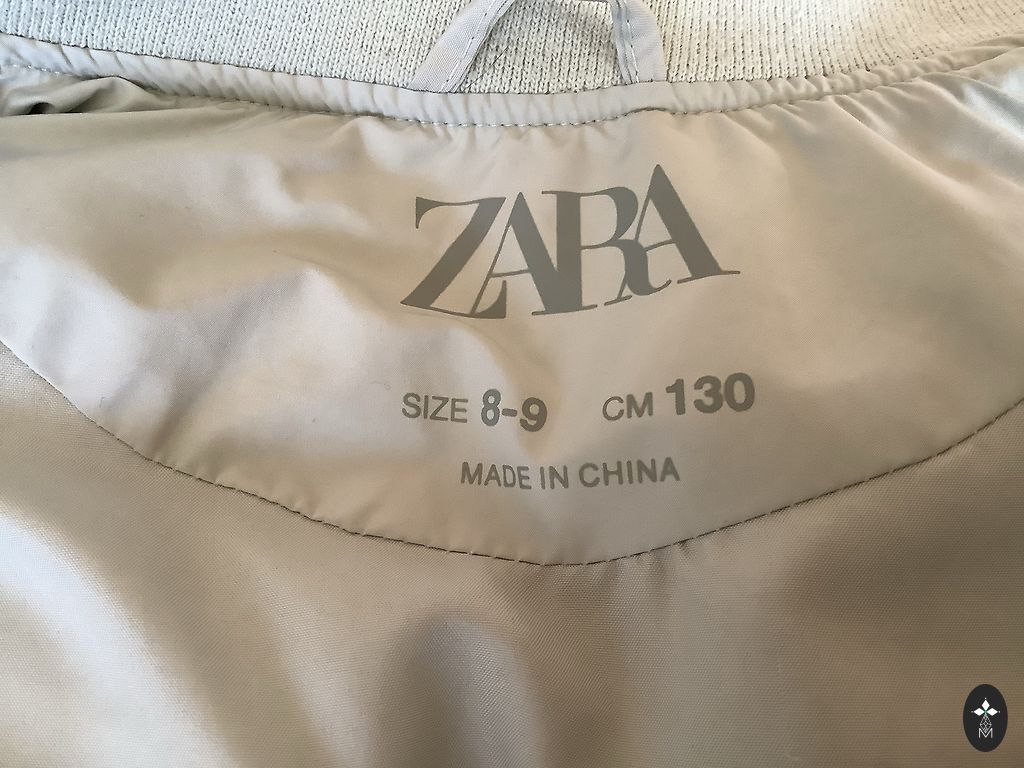 ZARA
SIZE 8-9 CM 130
MADE IN CHINA
M